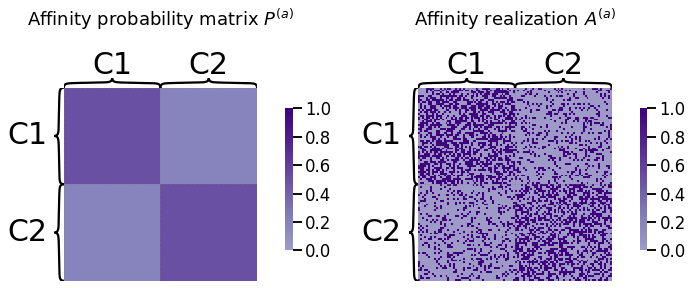 Affinity probability matrix P^(a)
C1 C2
C1
C2
1.0
0.8
0.6
0.4
0.2
0.0
Affinity realization A^(a)
C1 C2
C1
C2
1.0
0.8
0.6
0.4
0.2
0.0